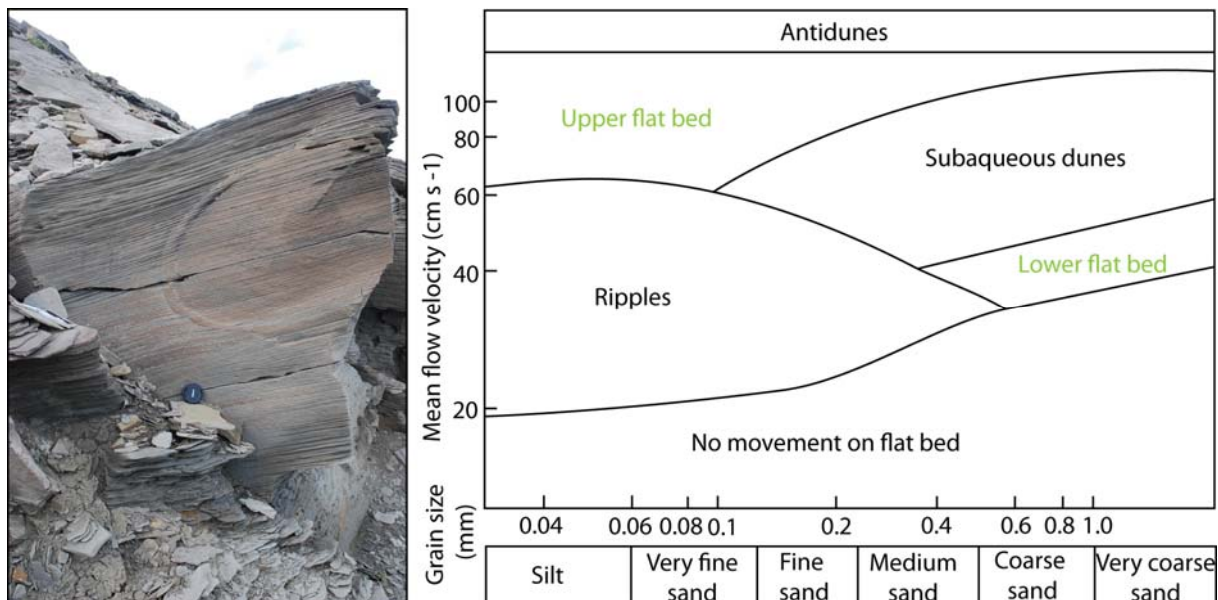 Antidunes
100
Upper flat bed
80
Subaqueous dunes
60
Mean flow velocity (cm s -1)
40
Lower flat bed
Ripples
20
No movement on flat bed
Grain size
(mm)
0.04 0.06 0.08 0.1 0.2 0.4 0.6 0.8 1.0
Silt
Very fine
sand
Fine
sand
Medium
sand
Coarse
sand
Very coarse
sand